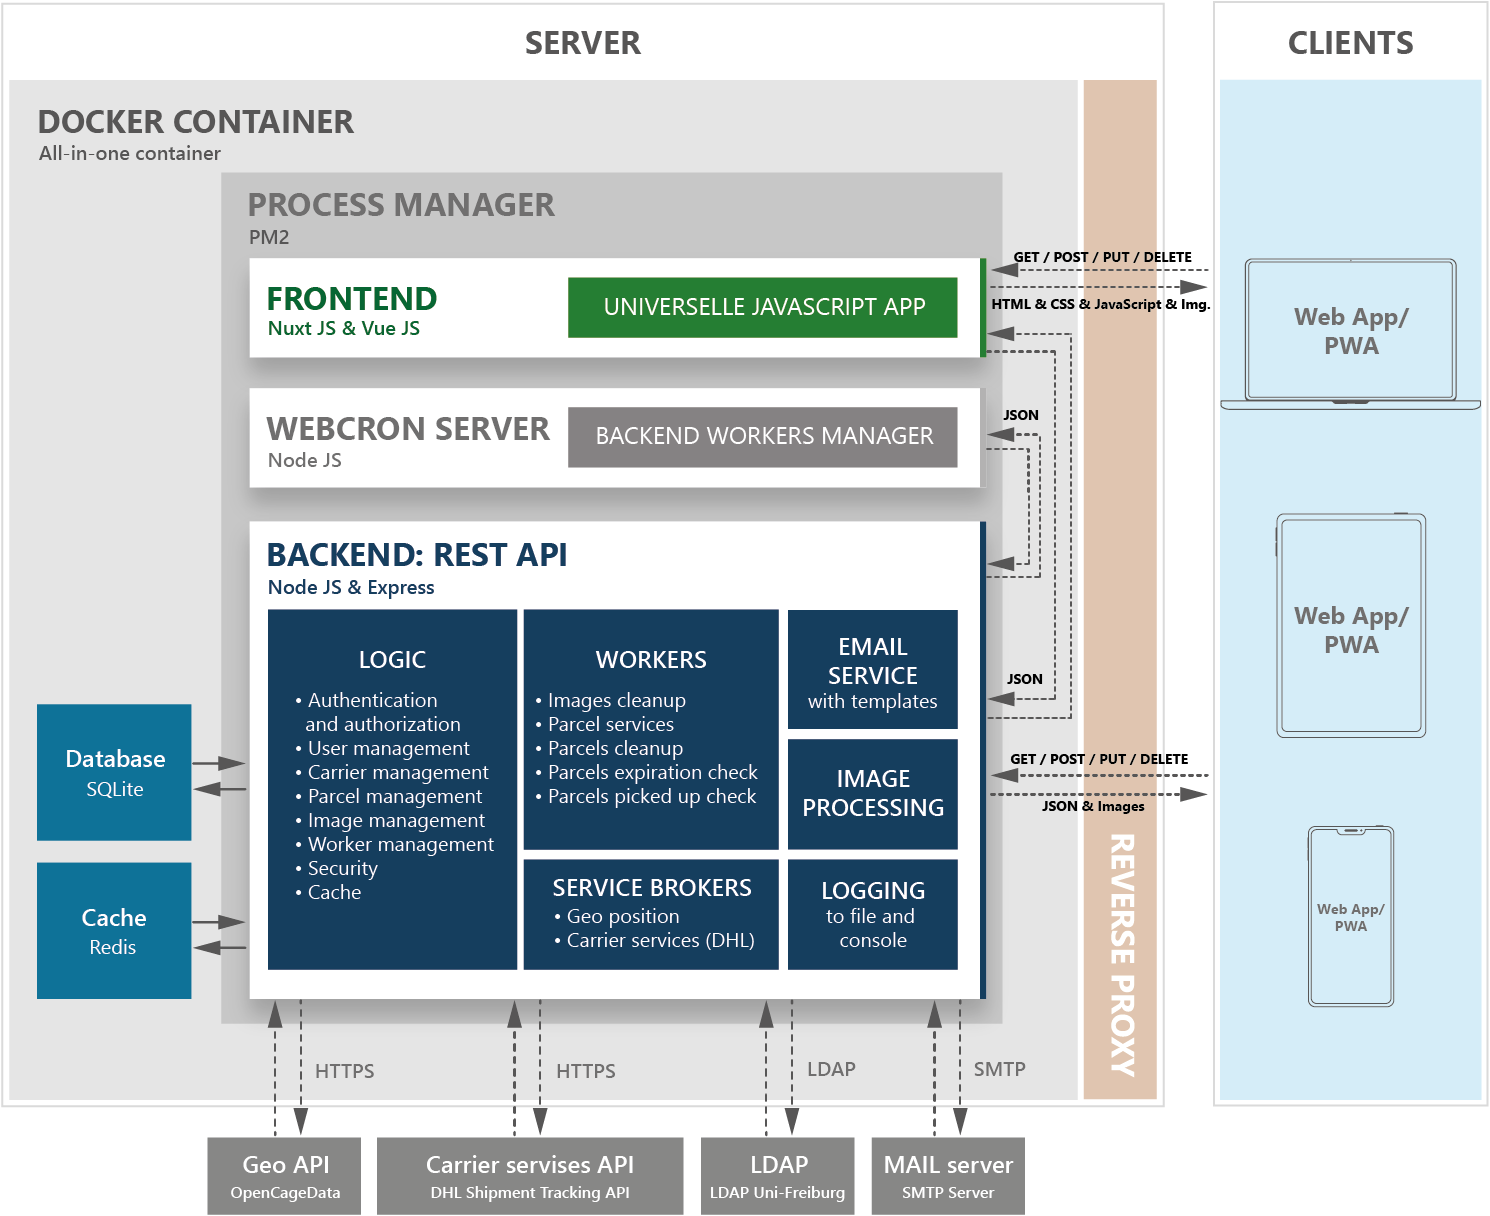 SERVER
CLIENTS
DOCKER CONTAINER
All-in-one container
PROCESS MANAGER
PM2
FRONTEND
Nuxt JS & Vue JS
UNIVERSELLE JAVASCRIPT APP
GET / POST / PUT / DELETE
HTML & CSS & JavaScript & Img.
Web App/
PWA
WEBCRON SERVER
Node JS
BACKEND WORKERS MANAGER
JSON
BACKEND: REST API
Node JS & Express
LOGIC
• Authentication
and authorization
• User management
• Carrier management
• Parcel management
• Image management
• Worker management
• Security
• Cache
WORKERS
• Images cleanup
• Parcel services
• Parcels cleanup
• Parcels expiration check
• Parcels picked up check
EMAIL
SERVICE
with templates
IMAGE
PROCESSING
SERVICE BROKERS
• Geo position
• Carrier services (DHL)
LOGGING
to file and
console
JSON
GET / POST / PUT / DELETE
JSON & Images
Web App/
PWA
Web App/
PWA
REVERSE PROXY
Database
SQLite
Cache
Redis
HTTPS
HTTPS
LDAP
SMTP
Geo API
OpenCageData
Carrier servises API
DHL Shipment Tracking API
LDAP
LDAP Uni-Freiburg
MAIL server
SMTP Server